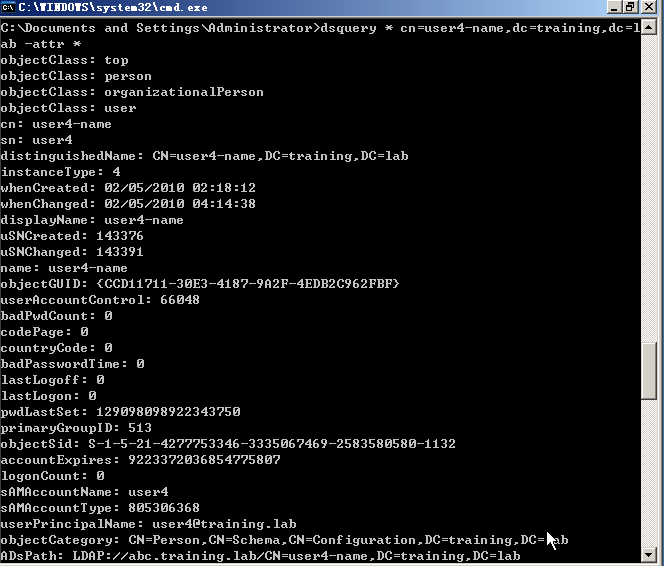 C:\WINDOWS\system32\cmd.exe
C:\Documents and Settings\Administrator>dsquery * cn=user4-name,dc=training,dc=l
ab -attr *
objectClass: top
objectClass: person
objectClass: organizationalPerson
objectClass: user
cn: user4-name
sn: user4
distinguishedName: CN=user4-name,DC=training,DC=lab
instanceType: 4
whenCreated: 02/05/2010 02:18:12
whenChanged: 02/05/2010 04:14:38
displayName: user4-name
uSNCreated: 143376
uSNChanged: 143391
name: user4-name
objectGUID: {CCD11711-30E3-4187-9A2F-4EDB2C962FBF}
userAccountControl: 66048
badPwdCount: 0
codePage: 0
countryCode: 0
badPasswordTime: 0
lastLogoff: 0
lastLogon: 0
pwdLastSet: 129098098922343750
primaryGroupID: 513
objectSid: S-1-5-21-4277753346-3335067469-2583580580-1132
accountExpires: 9223372036854775807
logonCount: 0
sAMAccountName: user4
sAMAccountType: 805306368
userPrincipalName: user4@training.lab
objectCategory: CN=Person,CN=Schema,CN=Configuration,DC=training,DC=lab
ADsPath: LDAP://abc.training.lab/CN=user4-name,DC=training,DC=lab